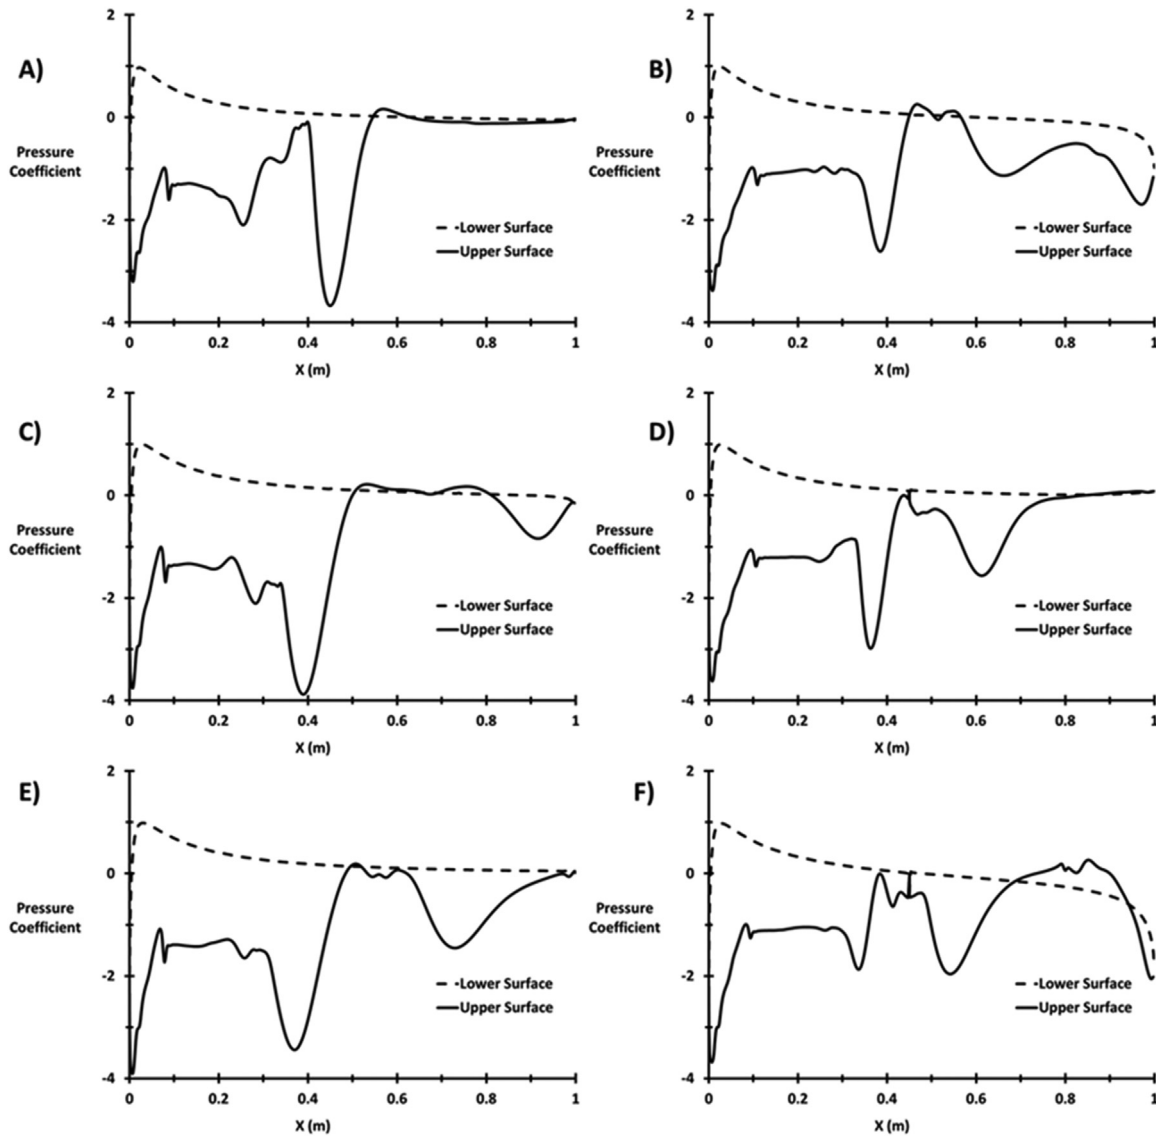 A)
2
0
-2
-4
Pressure
Coefficient
Lower Surface
Upper Surface
0 0.2 0.4 0.6 0.8 1
X (m)
B)
2
0
-2
-4
Pressure
Coefficient
Lower Surface
Upper Surface
0 0.2 0.4 0.6 0.8 1
X (m)
C)
2
0
-2
-4
Pressure
Coefficient
Lower Surface
Upper Surface
0 0.2 0.4 0.6 0.8 1
X (m)
D)
2
0
-2
-4
Pressure
Coefficient
Lower Surface
Upper Surface
0 0.2 0.4 0.6 0.8 1
X (m)
E)
2
0
-2
-4
Pressure
Coefficient
Lower Surface
Upper Surface
0 0.2 0.4 0.6 0.8 1
X (m)
F)
2
0
-2
-4
Pressure
Coefficient
Lower Surface
Upper Surface
0 0.2 0.4 0.6 0.8 1
X (m)